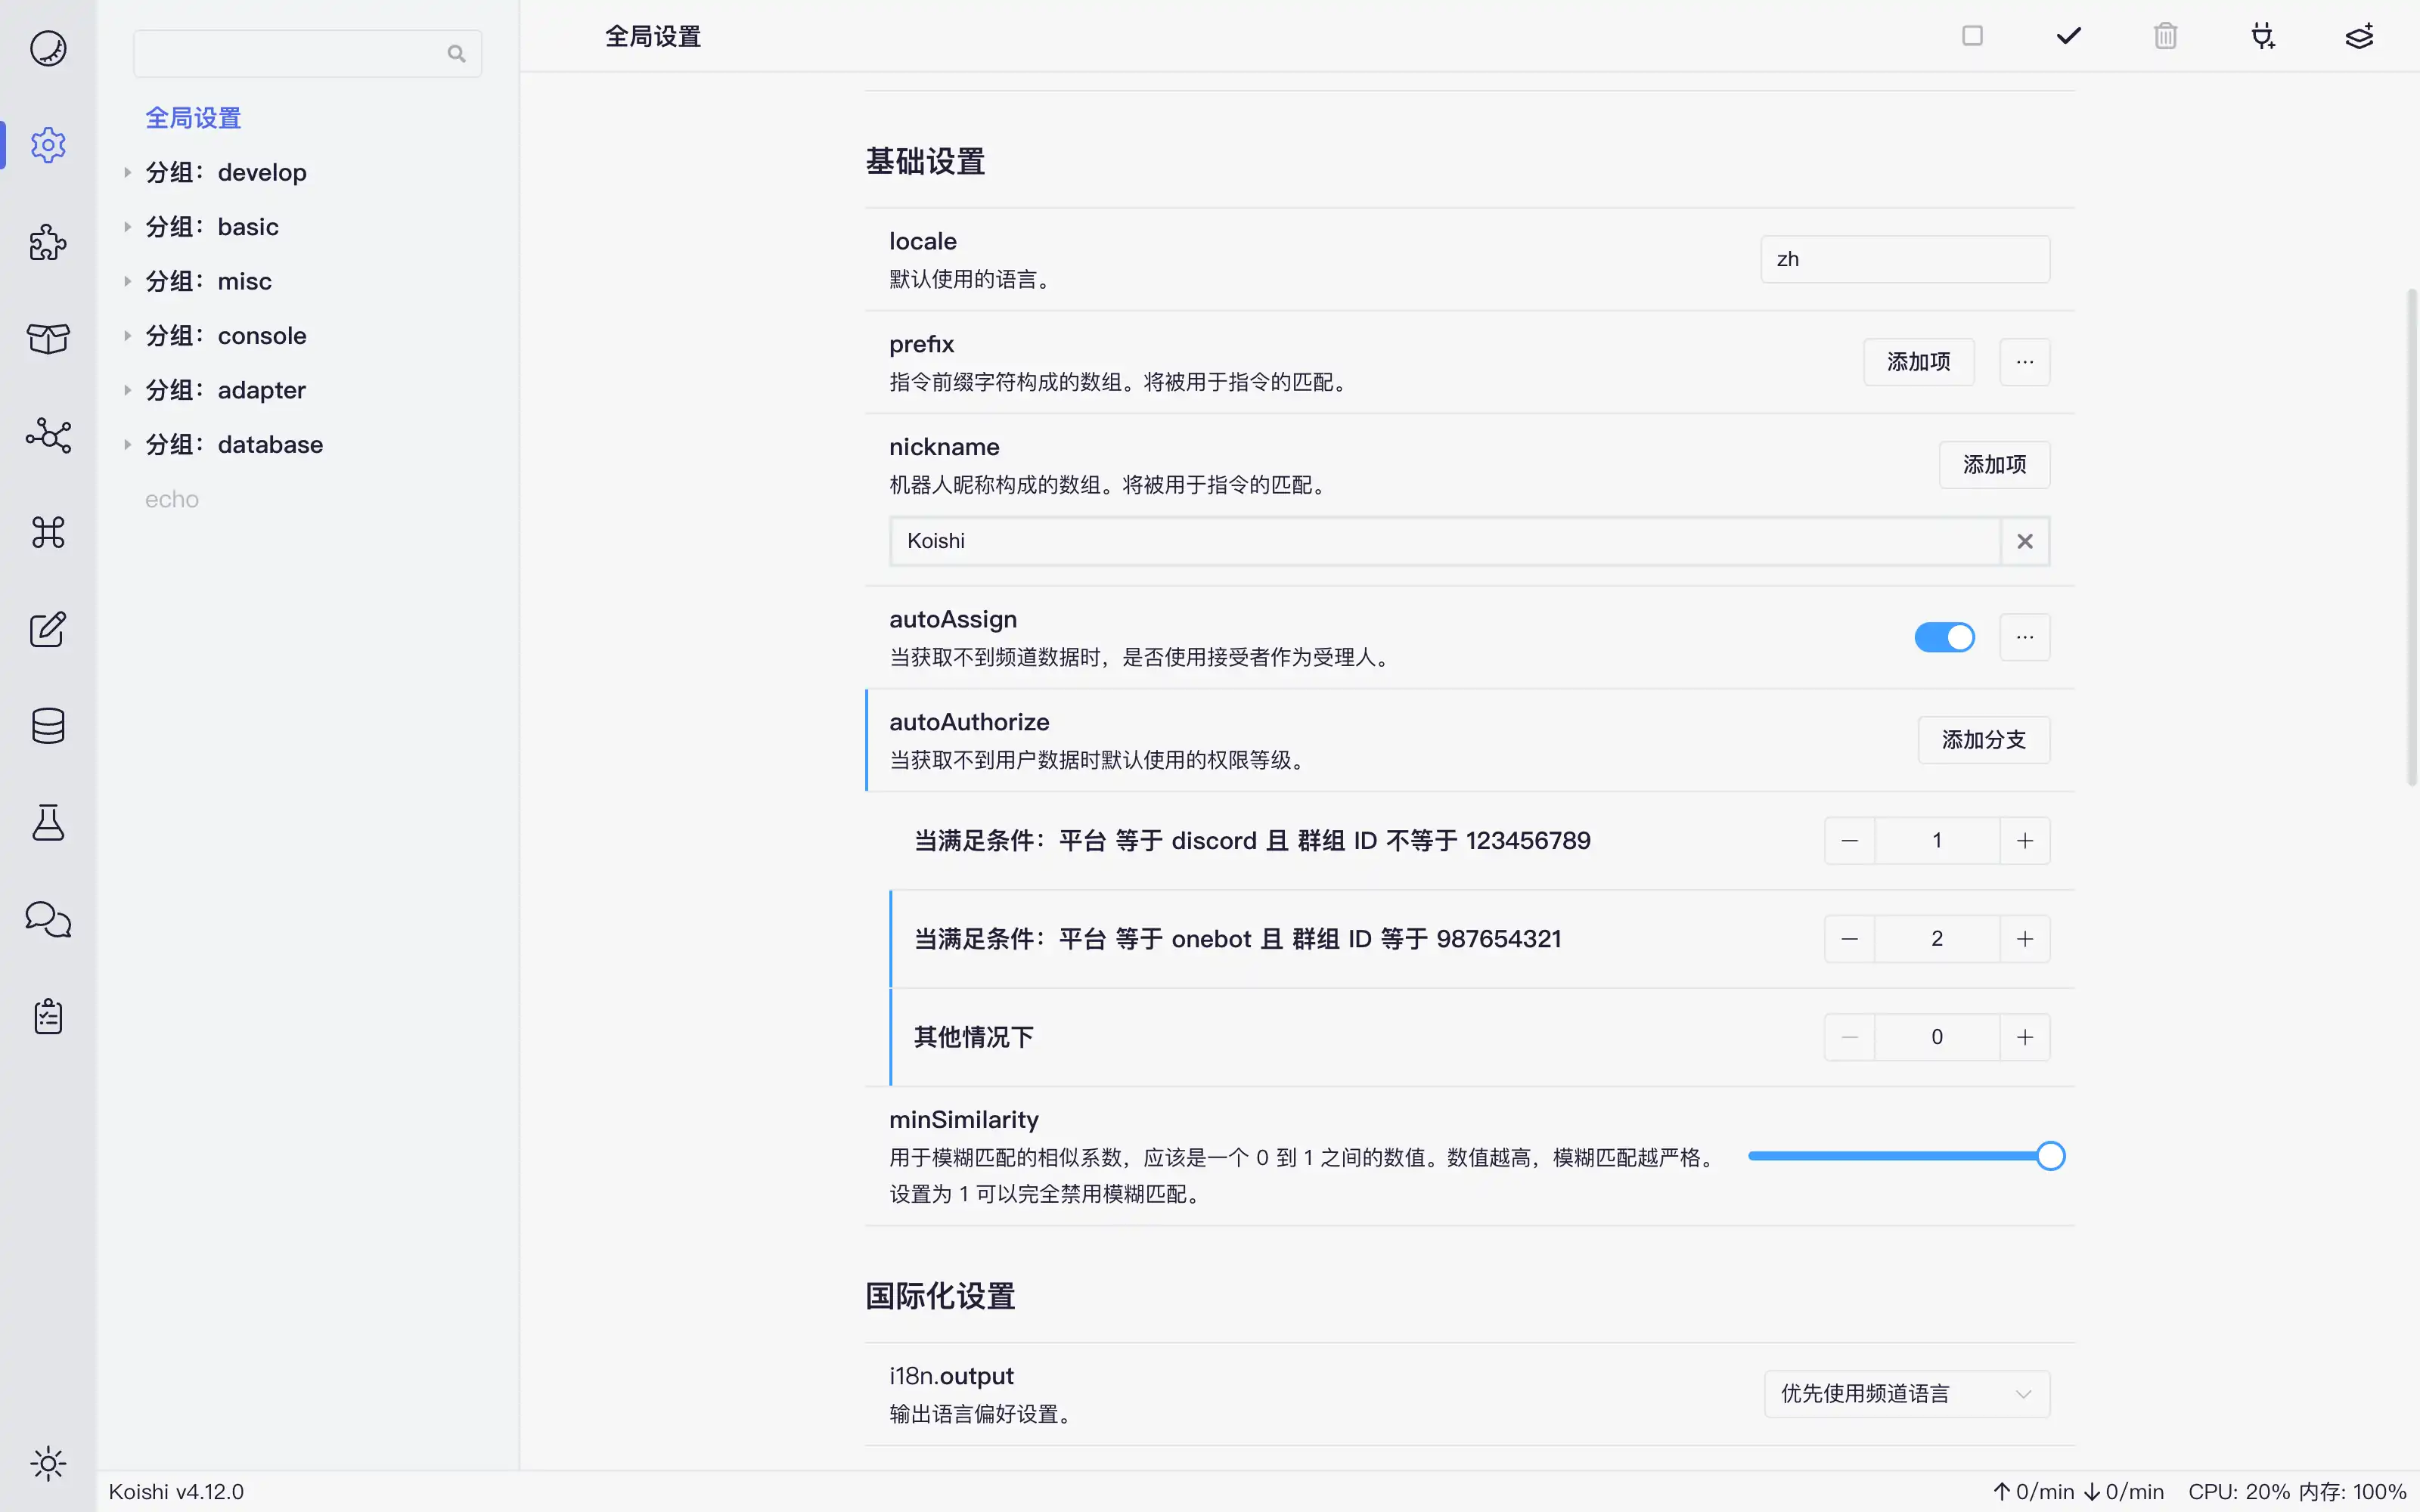 全局设置
全局设置
分组：develop
分组：basic
分组：misc
分组：console
分组：adapter
分组：database
echo
基础设置
locale
默认使用的语言。
zh
prefix
指令前缀字符构成的数组。将被用于指令的匹配。
添加项
...
nickname
机器人昵称构成的数组。将被用于指令的匹配。
添加项
Koishi
autoAssign
当获取不到频道数据时，是否使用接受者作为受理人。
...
autoAuthorize
当获取不到用户数据时默认使用的权限等级。
添加分支
当满足条件：平台 等于 discord 且 群组 ID 不等于 123456789
1
当满足条件：平台 等于 onebot 且 群组 ID 等于 987654321
2
其他情况下
0
minSimilarity
用于模糊匹配的相似系数，应该是一个 0 到 1 之间的数值。数值越高，模糊匹配越严格。
设置为 1 可以完全禁用模糊匹配。
国际化设置
i18n.output
输出语言偏好设置。
优先使用频道语言
Koishi v4.12.0
↑ 0/min ↓ 0/min CPU: 20% 内存: 100%